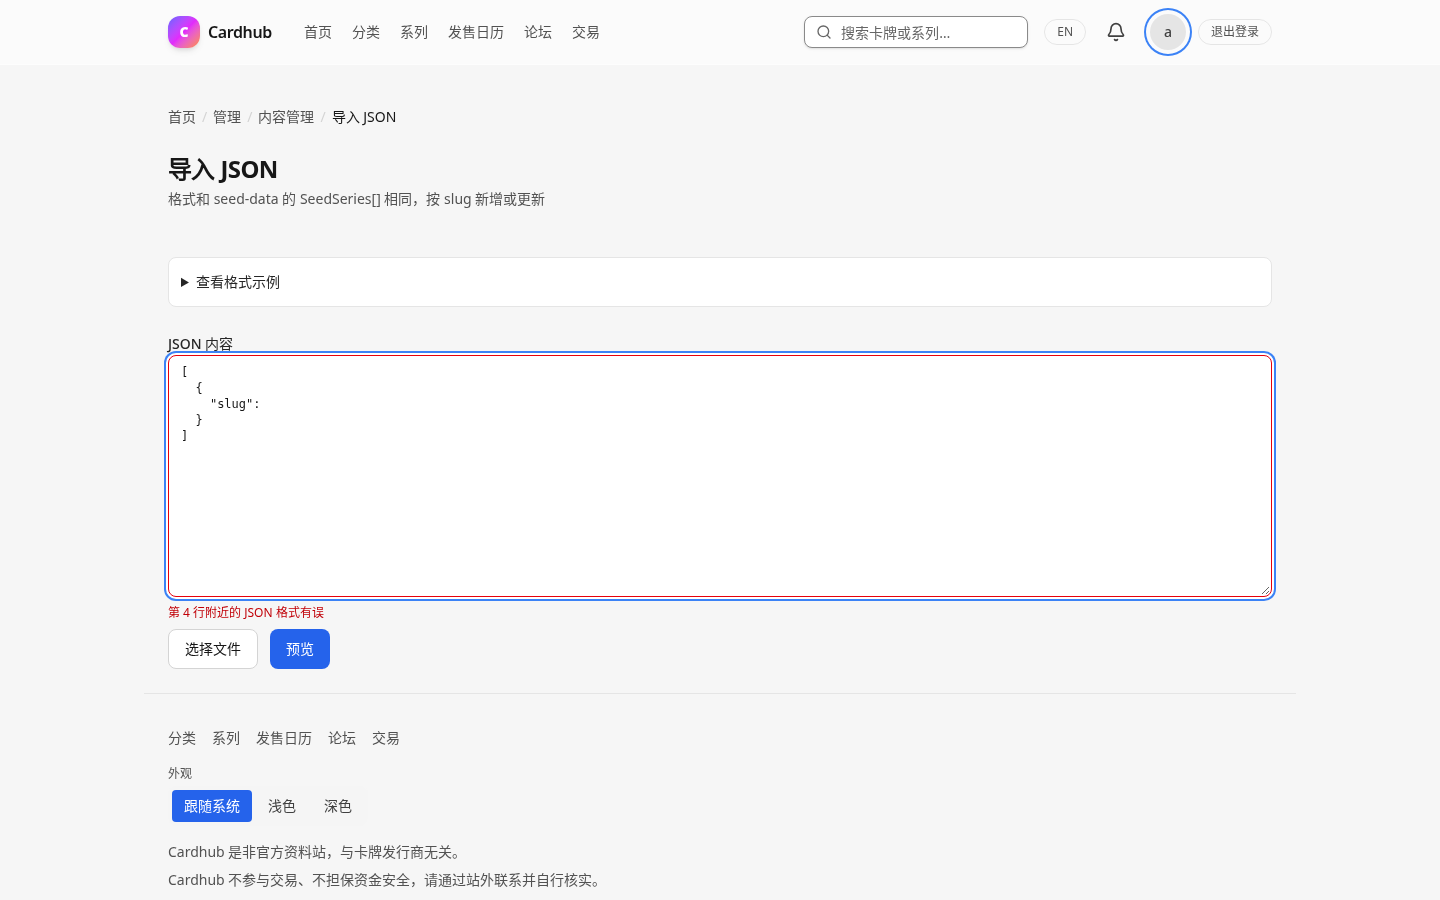 C Cardhub 首页 分类 系列 发售日历 论坛 交易 搜索卡牌或系列... EN a 退出登录
首页 / 管理 / 内容管理 / 导入 JSON
导入 JSON
格式和 seed-data 的 SeedSeries[] 相同，按 slug 新增或更新
▶ 查看格式示例
JSON 内容
[
  {
    "slug":
  }
]
第 4 行附近的 JSON 格式有误
选择文件 预览
分类 系列 发售日历 论坛 交易
外观
跟随系统 浅色 深色
Cardhub 是非官方资料站，与卡牌发行商无关。
Cardhub 不参与交易、不担保资金安全，请通过站外联系并自行核实。